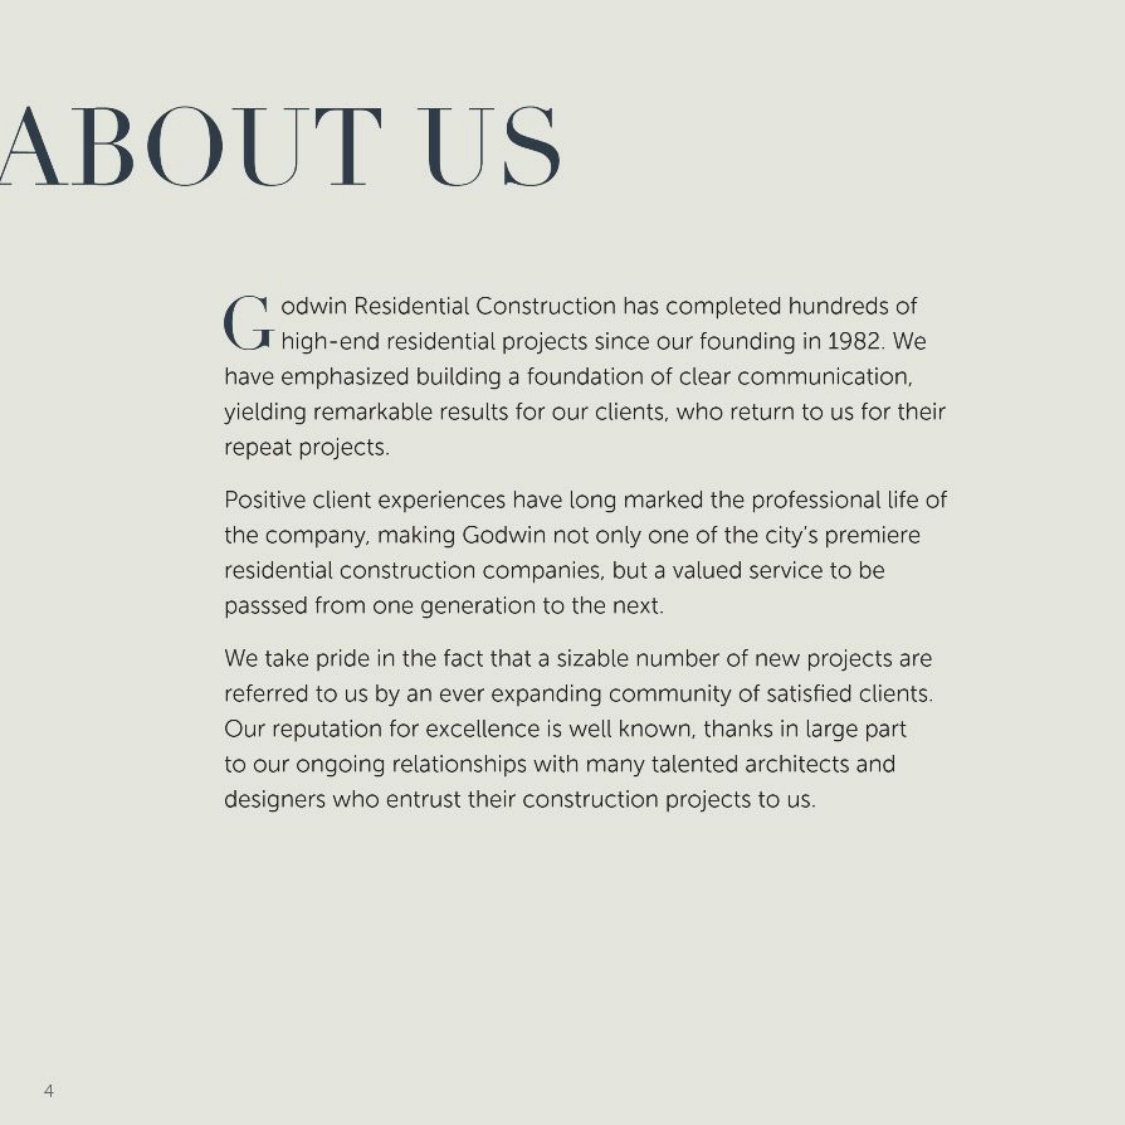 ABOUT US
Godwin Residential Construction has completed hundreds of
high-end residential projects since our founding in 1982. We
have emphasized building a foundation of clear communication,
yielding remarkable results for our clients, who return to us for their
repeat projects.
Positive client experiences have long marked the professional life of
the company, making Godwin not only one of the city's premiere
residential construction companies, but a valued service to be
passsed from one generation to the next.
We take pride in the fact that a sizable number of new projects are
referred to us by an ever expanding community of satisfied clients.
Our reputation for excellence is well known, thanks in large part
to our ongoing relationships with many talented architects and
designers who entrust their construction projects to us.
4